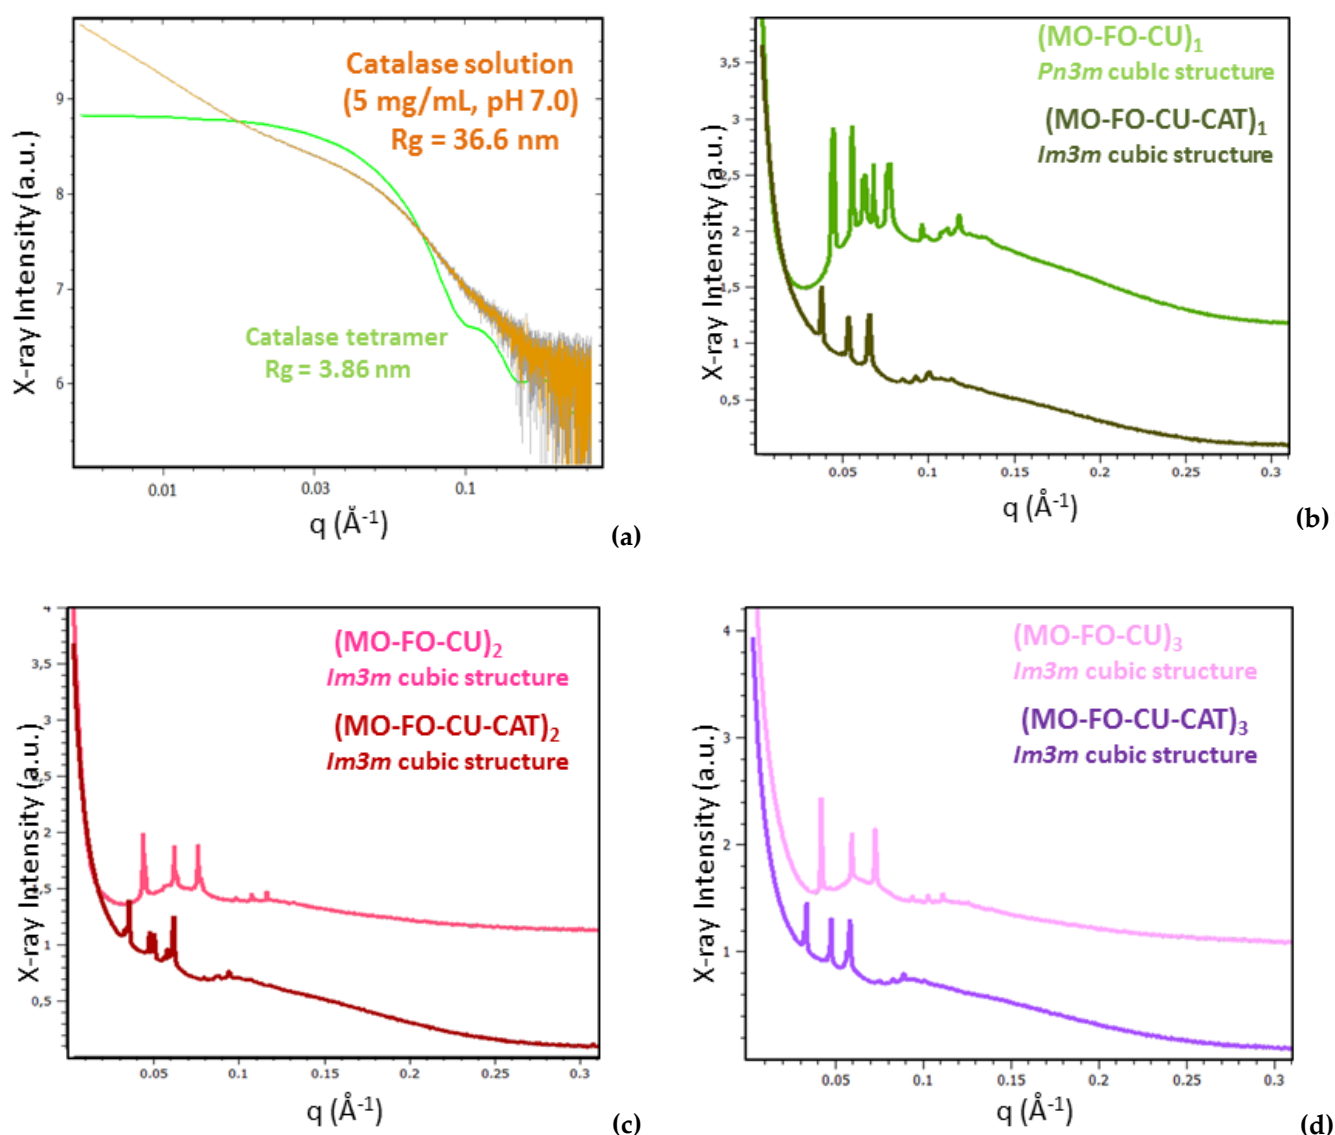 Catalase solution
(5 mg/mL, pH 7.0)
Rg = 36.6 nm
Catalase tetramer
Rg = 3.86 nm
X-ray Intensity (a.u.)
9
8
7
6
0.01 0.03 0.1
q (Å-1)
(a)
(MO-FO-CU)1
Pn3m cubIc structure
(MO-FO-CU-CAT)1
Im3m cubic structure
X-ray Intensity (a.u.)
3,5
3
2,5
2
1,5
1
0,5
0.05 0.1 0.15 0.2 0.25 0.3
q (Å-1)
(b)
(MO-FO-CU)2
Im3m cubic structure
(MO-FO-CU-CAT)2
Im3m cubic structure
X-ray Intensity (a.u.)
4
3,5
3
2,5
2
1,5
1
0,5
0.05 0.1 0.15 0.2 0.25 0.3
q (Å-1)
(c)
(MO-FO-CU)3
Im3m cubic structure
(MO-FO-CU-CAT)3
Im3m cubic structure
X-ray Intensity (a.u.)
4
3
2
1
0.05 0.1 0.15 0.2 0.25 0.3
q (Å-1)
(d)